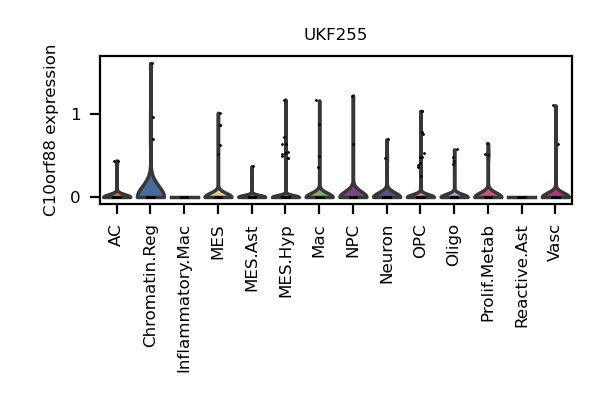 UKF255
C10orf88 expression
1
0
AC
Chromatin.Reg
Inflammatory.Mac
MES
MES.Ast
MES.Hyp
Mac
NPC
Neuron
OPC
Oligo
Prolif.Metab
Reactive.Ast
Vasc